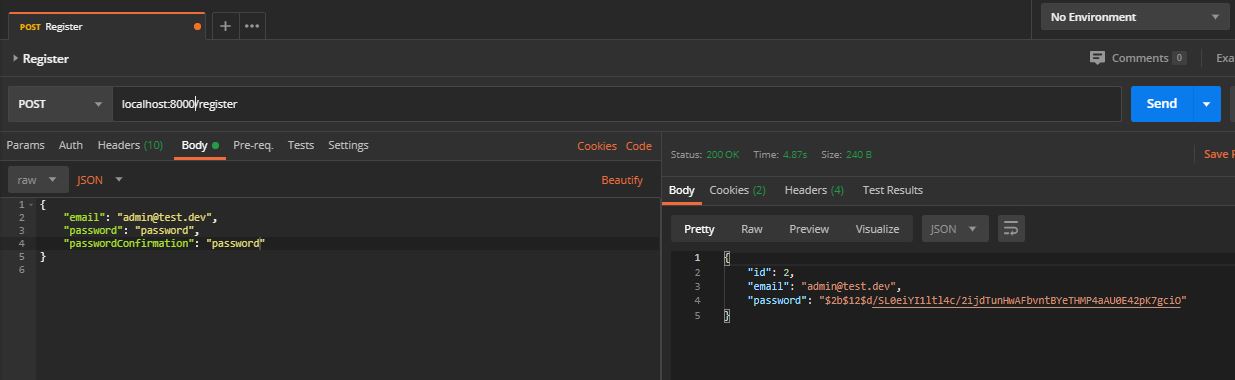 POST Register
No Environment
Register
Comments 0
Exa
POST
localhost:8000/register
Send
Params Auth Headers (10) Body Pre-req. Tests Settings
Cookies Code
Status: 200 OK Time: 4.87s Size: 240 B
Save R
raw JSON
Beautify
Body Cookies (2) Headers (4) Test Results
Pretty Raw Preview Visualize JSON
1 {
2 "email": "admin@test.dev",
3 "password": "password",
4 "passwordConfirmation": "password"
5 }
6
1 {
2 "id": 2,
3 "email": "admin@test.dev",
4 "password": "$2b$12$d/SL0eiYI1ltl4c/2ijdTunHwAFbvntBYeTHMP4aAU0E42pK7gciO"
5 }